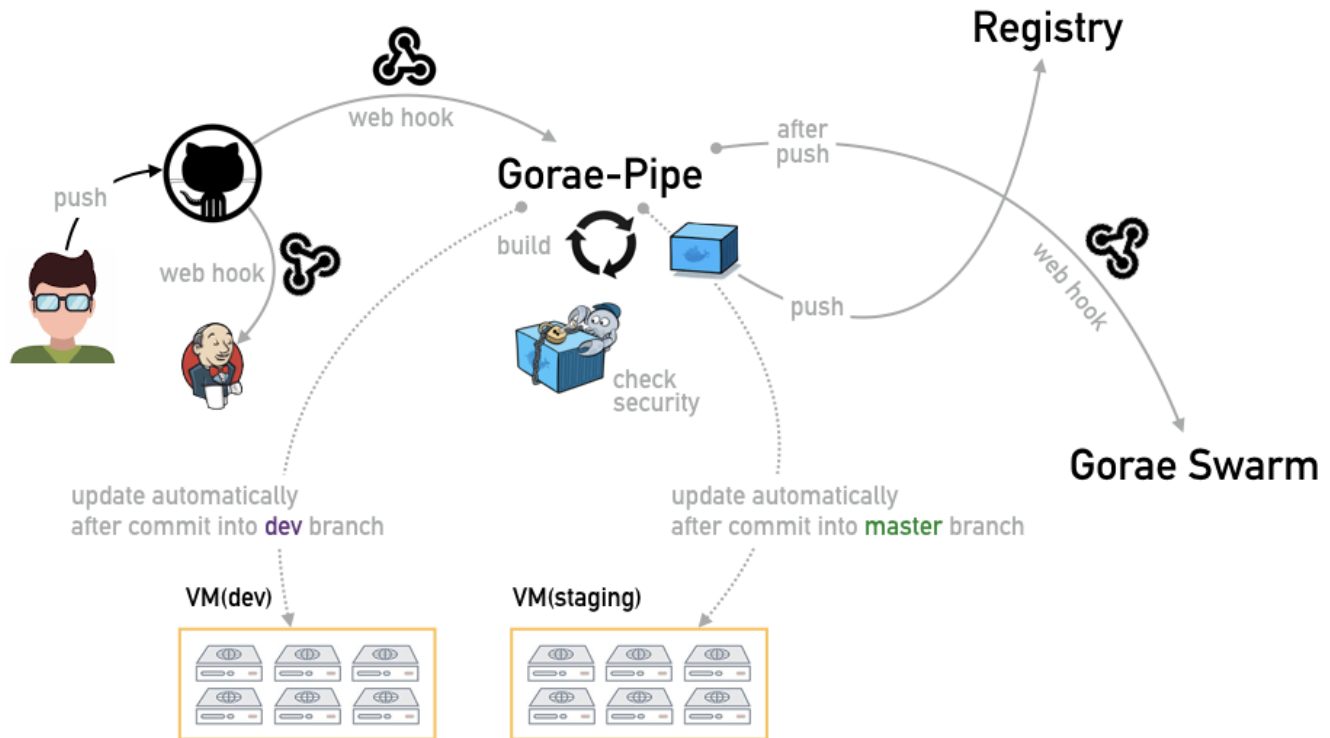 Registry
web hook
after
push
Gorae-Pipe
push
build
web hook
web hook
push
check
security
Gorae Swarm
update automatically
after commit into dev branch
update automatically
after commit into master branch
VM(dev)
VM(staging)